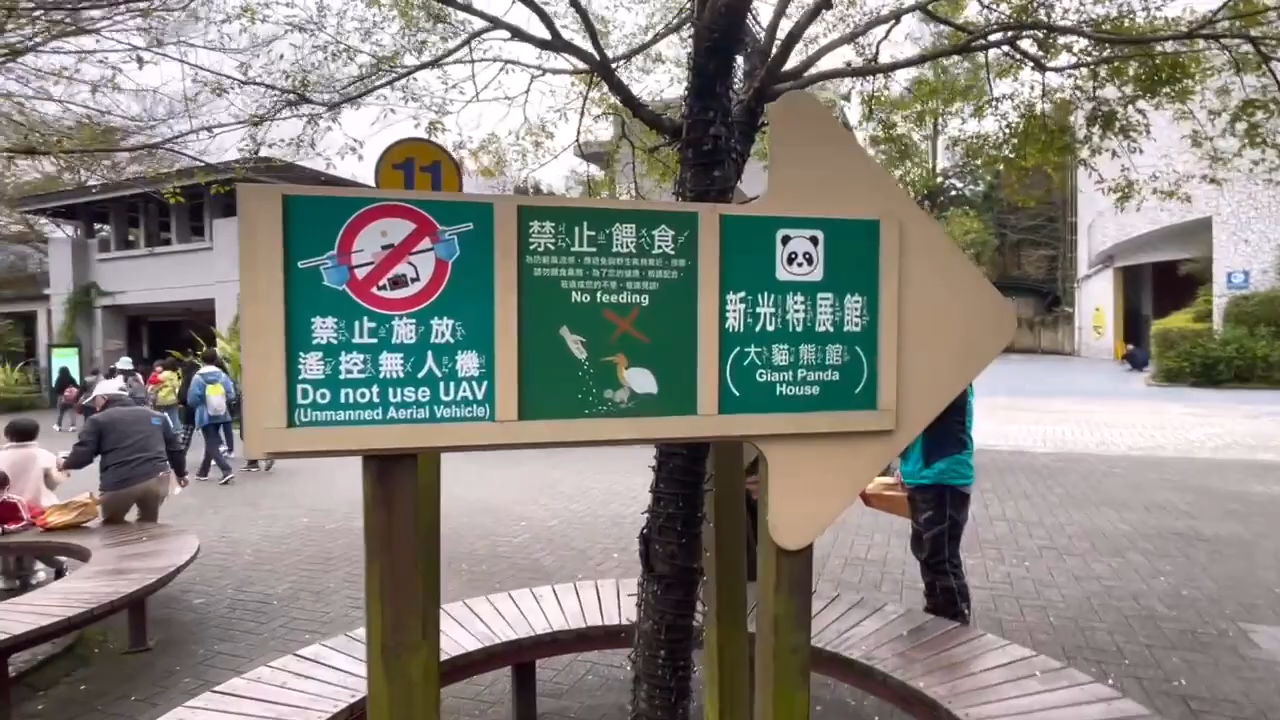 11
禁止施放
遙控無人機
Do not use UAV
(Unmanned Aerial Vehicle)
禁止餵食
No feeding
新光特展館
(大貓熊館)
Giant Panda
House